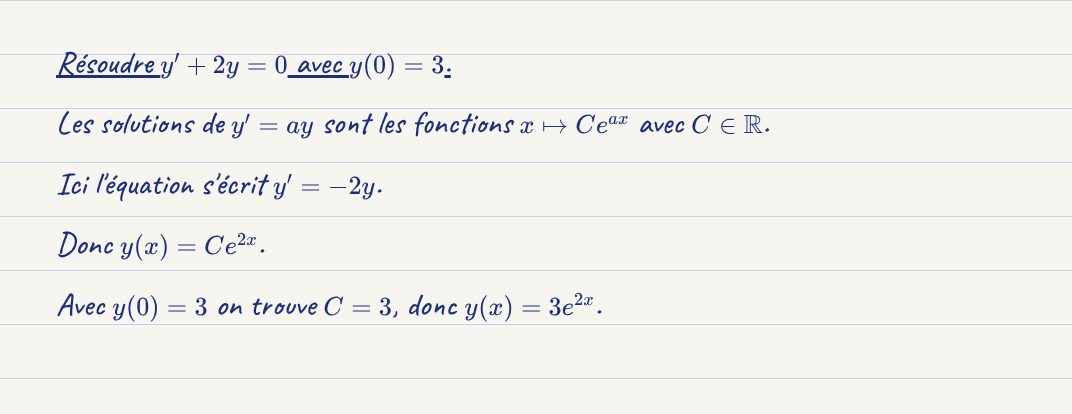 Résoudre y′ + 2y = 0 avec y(0) = 3.
Les solutions de y′ = ay sont les fonctions x ↦ Ce^{ax} avec C ∈ ℝ.
Ici l'équation s'écrit y′ = −2y.
Donc y(x) = Ce^{2x}.
Avec y(0) = 3 on trouve C = 3, donc y(x) = 3e^{2x}.